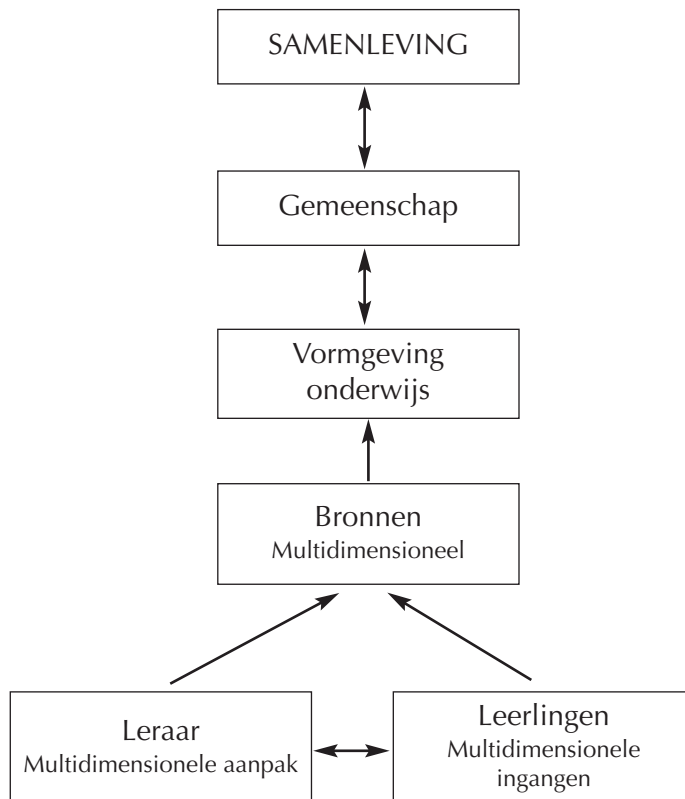 SAMENLEVING
Gemeenschap
Vormgeving
onderwijs
Bronnen
Multidimensioneel
Leraar
Multidimensionele aanpak
Leerlingen
Multidimensionele
ingangen